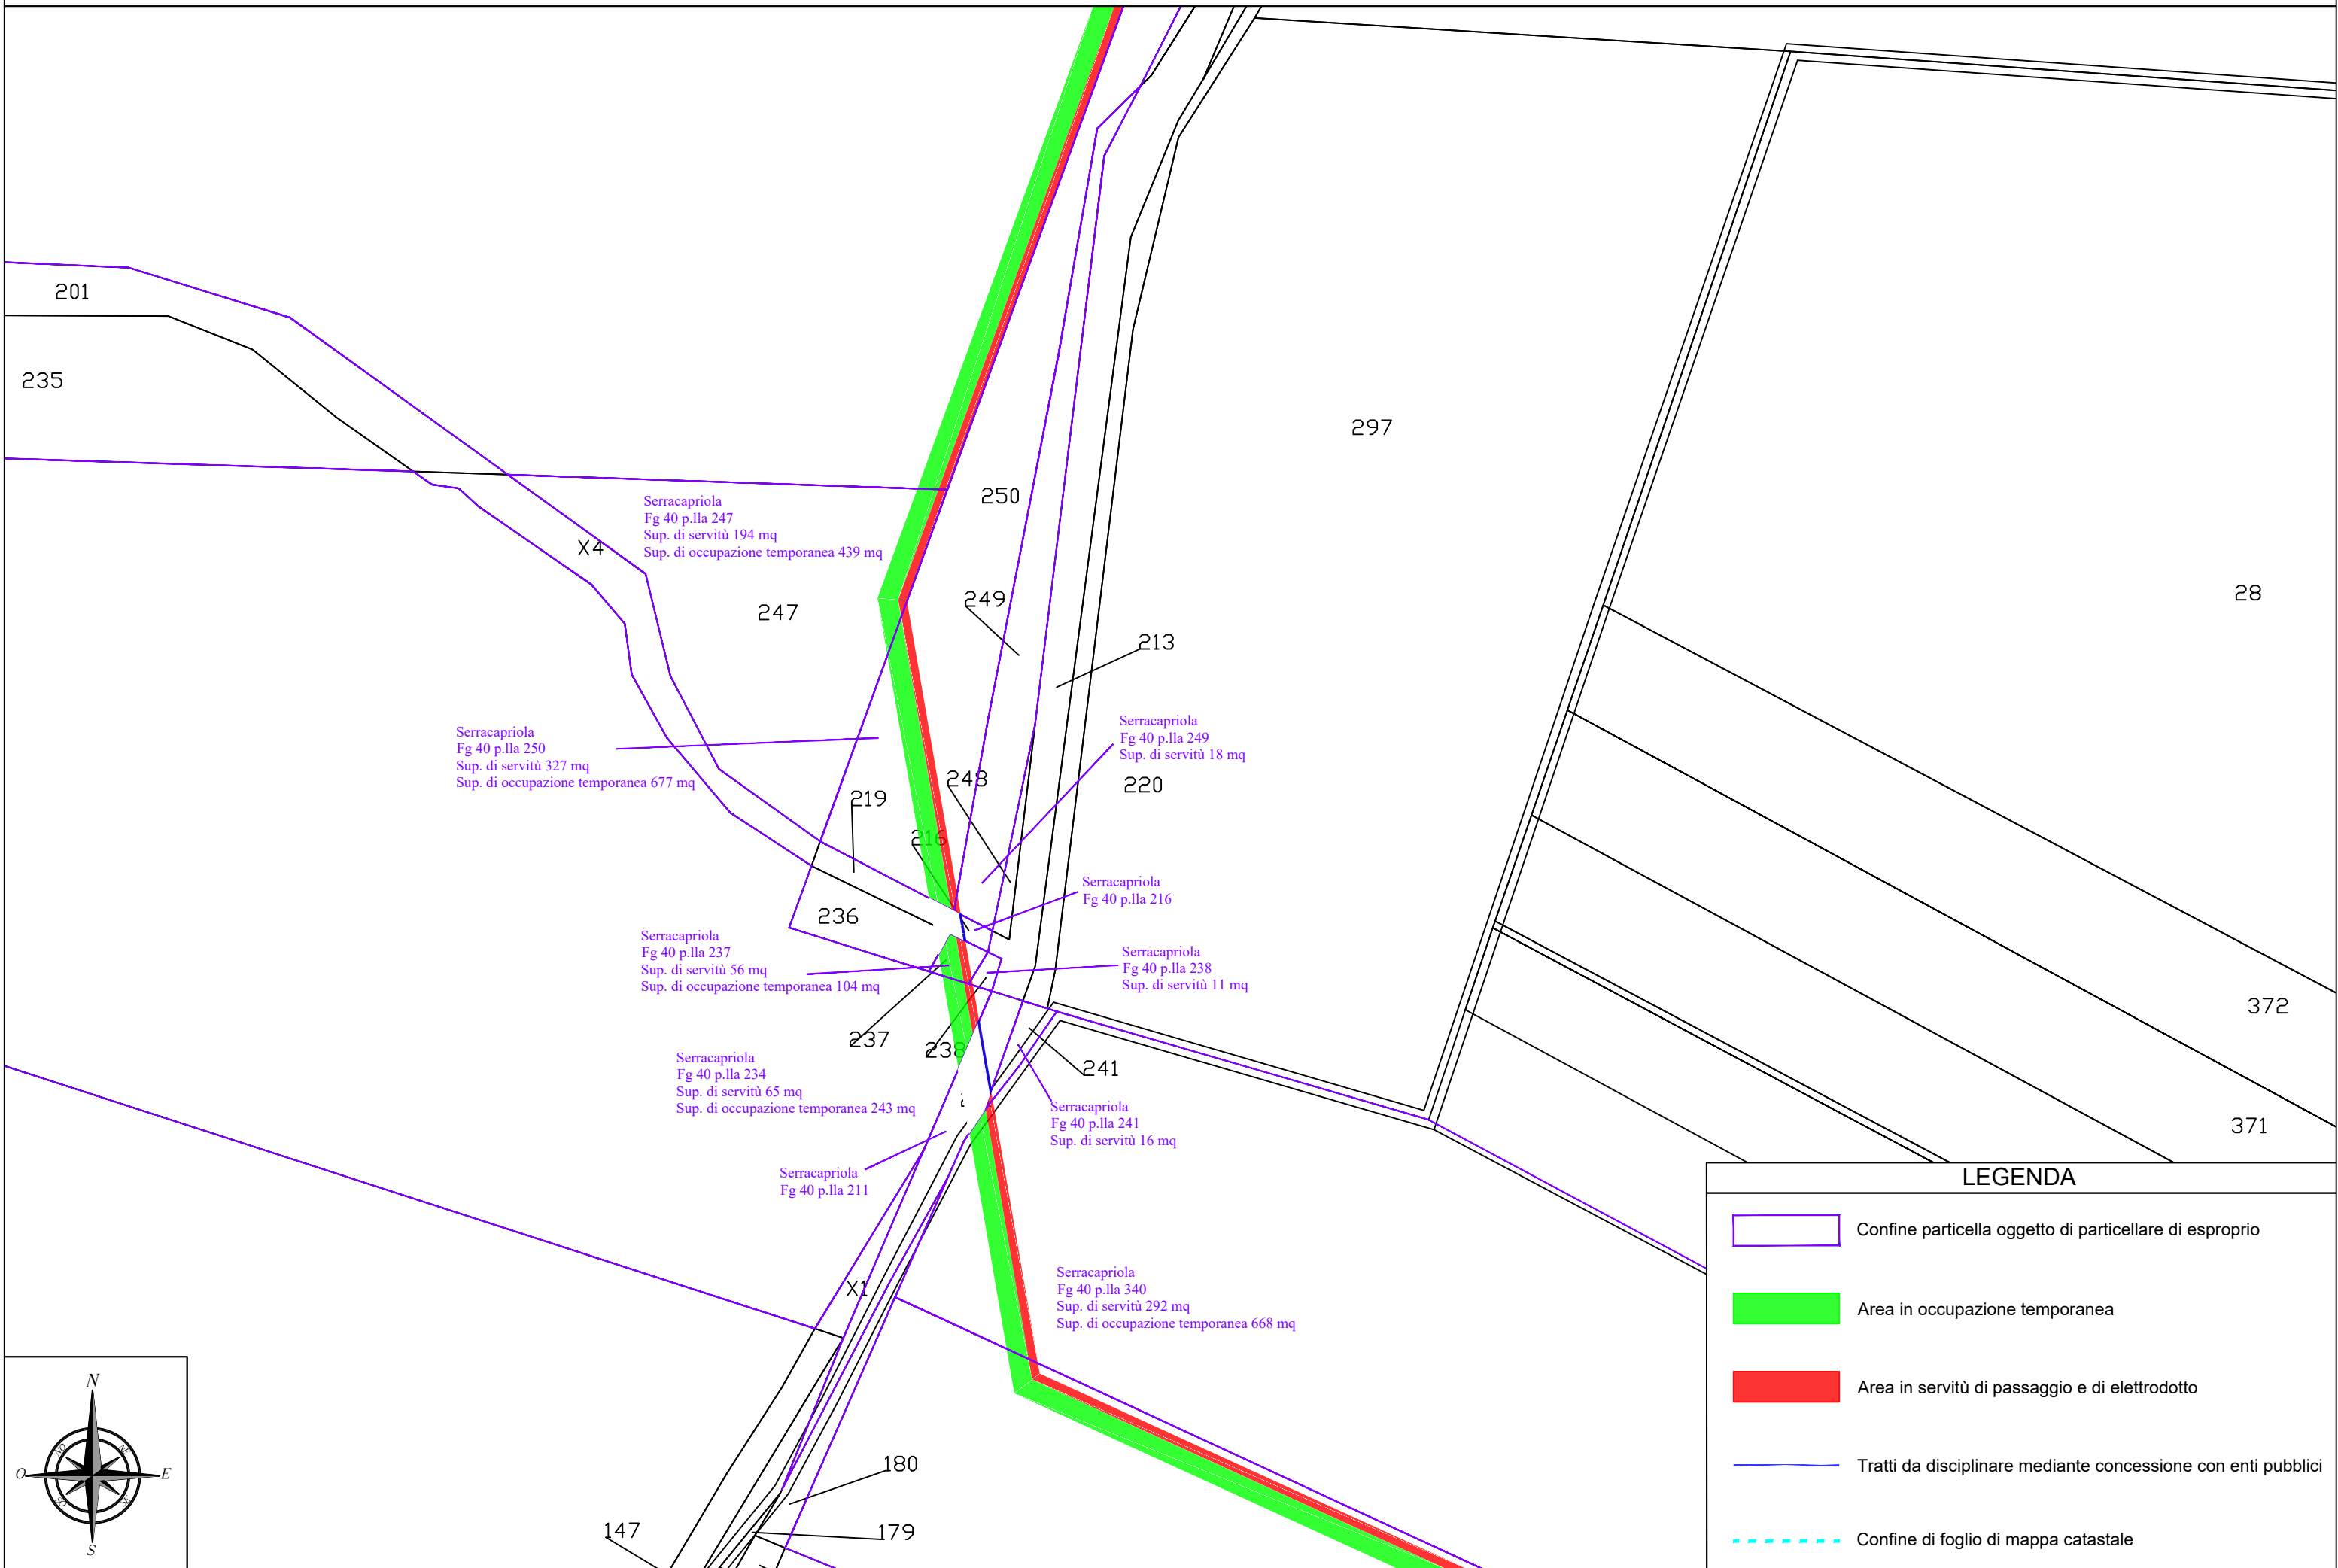 201
235
297
Serracapriola
Fg 40 p.lla 247
Sup. di servitù 194 mq
Sup. di occupazione temporanea 439 mq
250
X4
247
249
28
213
Serracapriola
Fg 40 p.lla 250
Sup. di servitù 327 mq
Sup. di occupazione temporanea 677 mq
Serracapriola
Fg 40 p.lla 249
Sup. di servitù 18 mq
248
220
219
216
Serracapriola
Fg 40 p.lla 216
236
Serracapriola
Fg 40 p.lla 237
Sup. di servitù 56 mq
Sup. di occupazione temporanea 104 mq
Serracapriola
Fg 40 p.lla 238
Sup. di servitù 11 mq
372
237
238
241
Serracapriola
Fg 40 p.lla 234
Sup. di servitù 65 mq
Sup. di occupazione temporanea 243 mq
Serracapriola
Fg 40 p.lla 241
Sup. di servitù 16 mq
371
Serracapriola
Fg 40 p.lla 211
X1
Serracapriola
Fg 40 p.lla 340
Sup. di servitù 292 mq
Sup. di occupazione temporanea 668 mq
180
147
179
LEGENDA
Confine particella oggetto di particellare di esproprio
Area in occupazione temporanea
Area in servitù di passaggio e di elettrodotto
Tratti da disciplinare mediante concessione con enti pubblici
Confine di foglio di mappa catastale
N
O
E
S